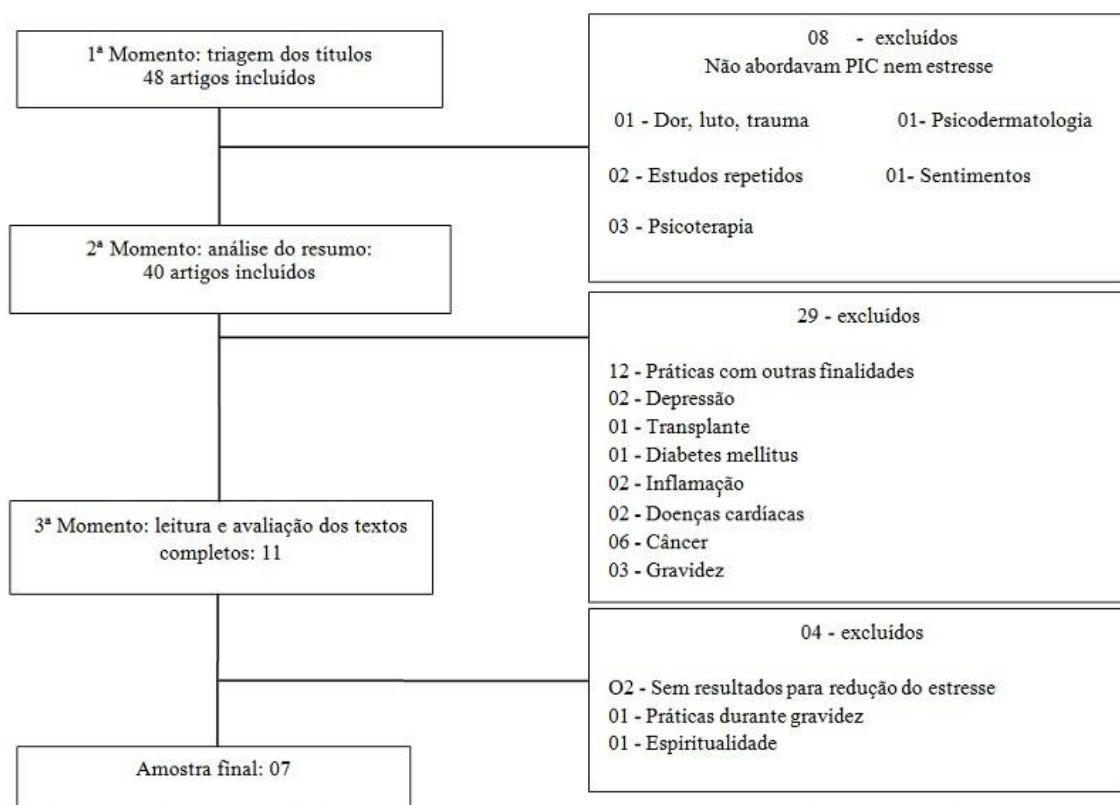 1ª Momento: triagem dos títulos
48 artigos incluídos
08 - excluídos
Não abordavam PIC nem estresse
01 - Dor, luto, trauma
01- Psicodermatologia
02 - Estudos repetidos
01- Sentimentos
03 - Psicoterapia
2ª Momento: análise do resumo:
40 artigos incluídos
29 - excluídos
12 - Práticas com outras finalidades
02 - Depressão
01 - Transplante
01 - Diabetes mellitus
02 - Inflamação
02 - Doenças cardíacas
06 - Câncer
03 - Gravidez
3ª Momento: leitura e avaliação dos textos
completos: 11
04 - excluídos
O2 - Sem resultados para redução do estresse
01 - Práticas durante gravidez
01 - Espiritualidade
Amostra final: 07